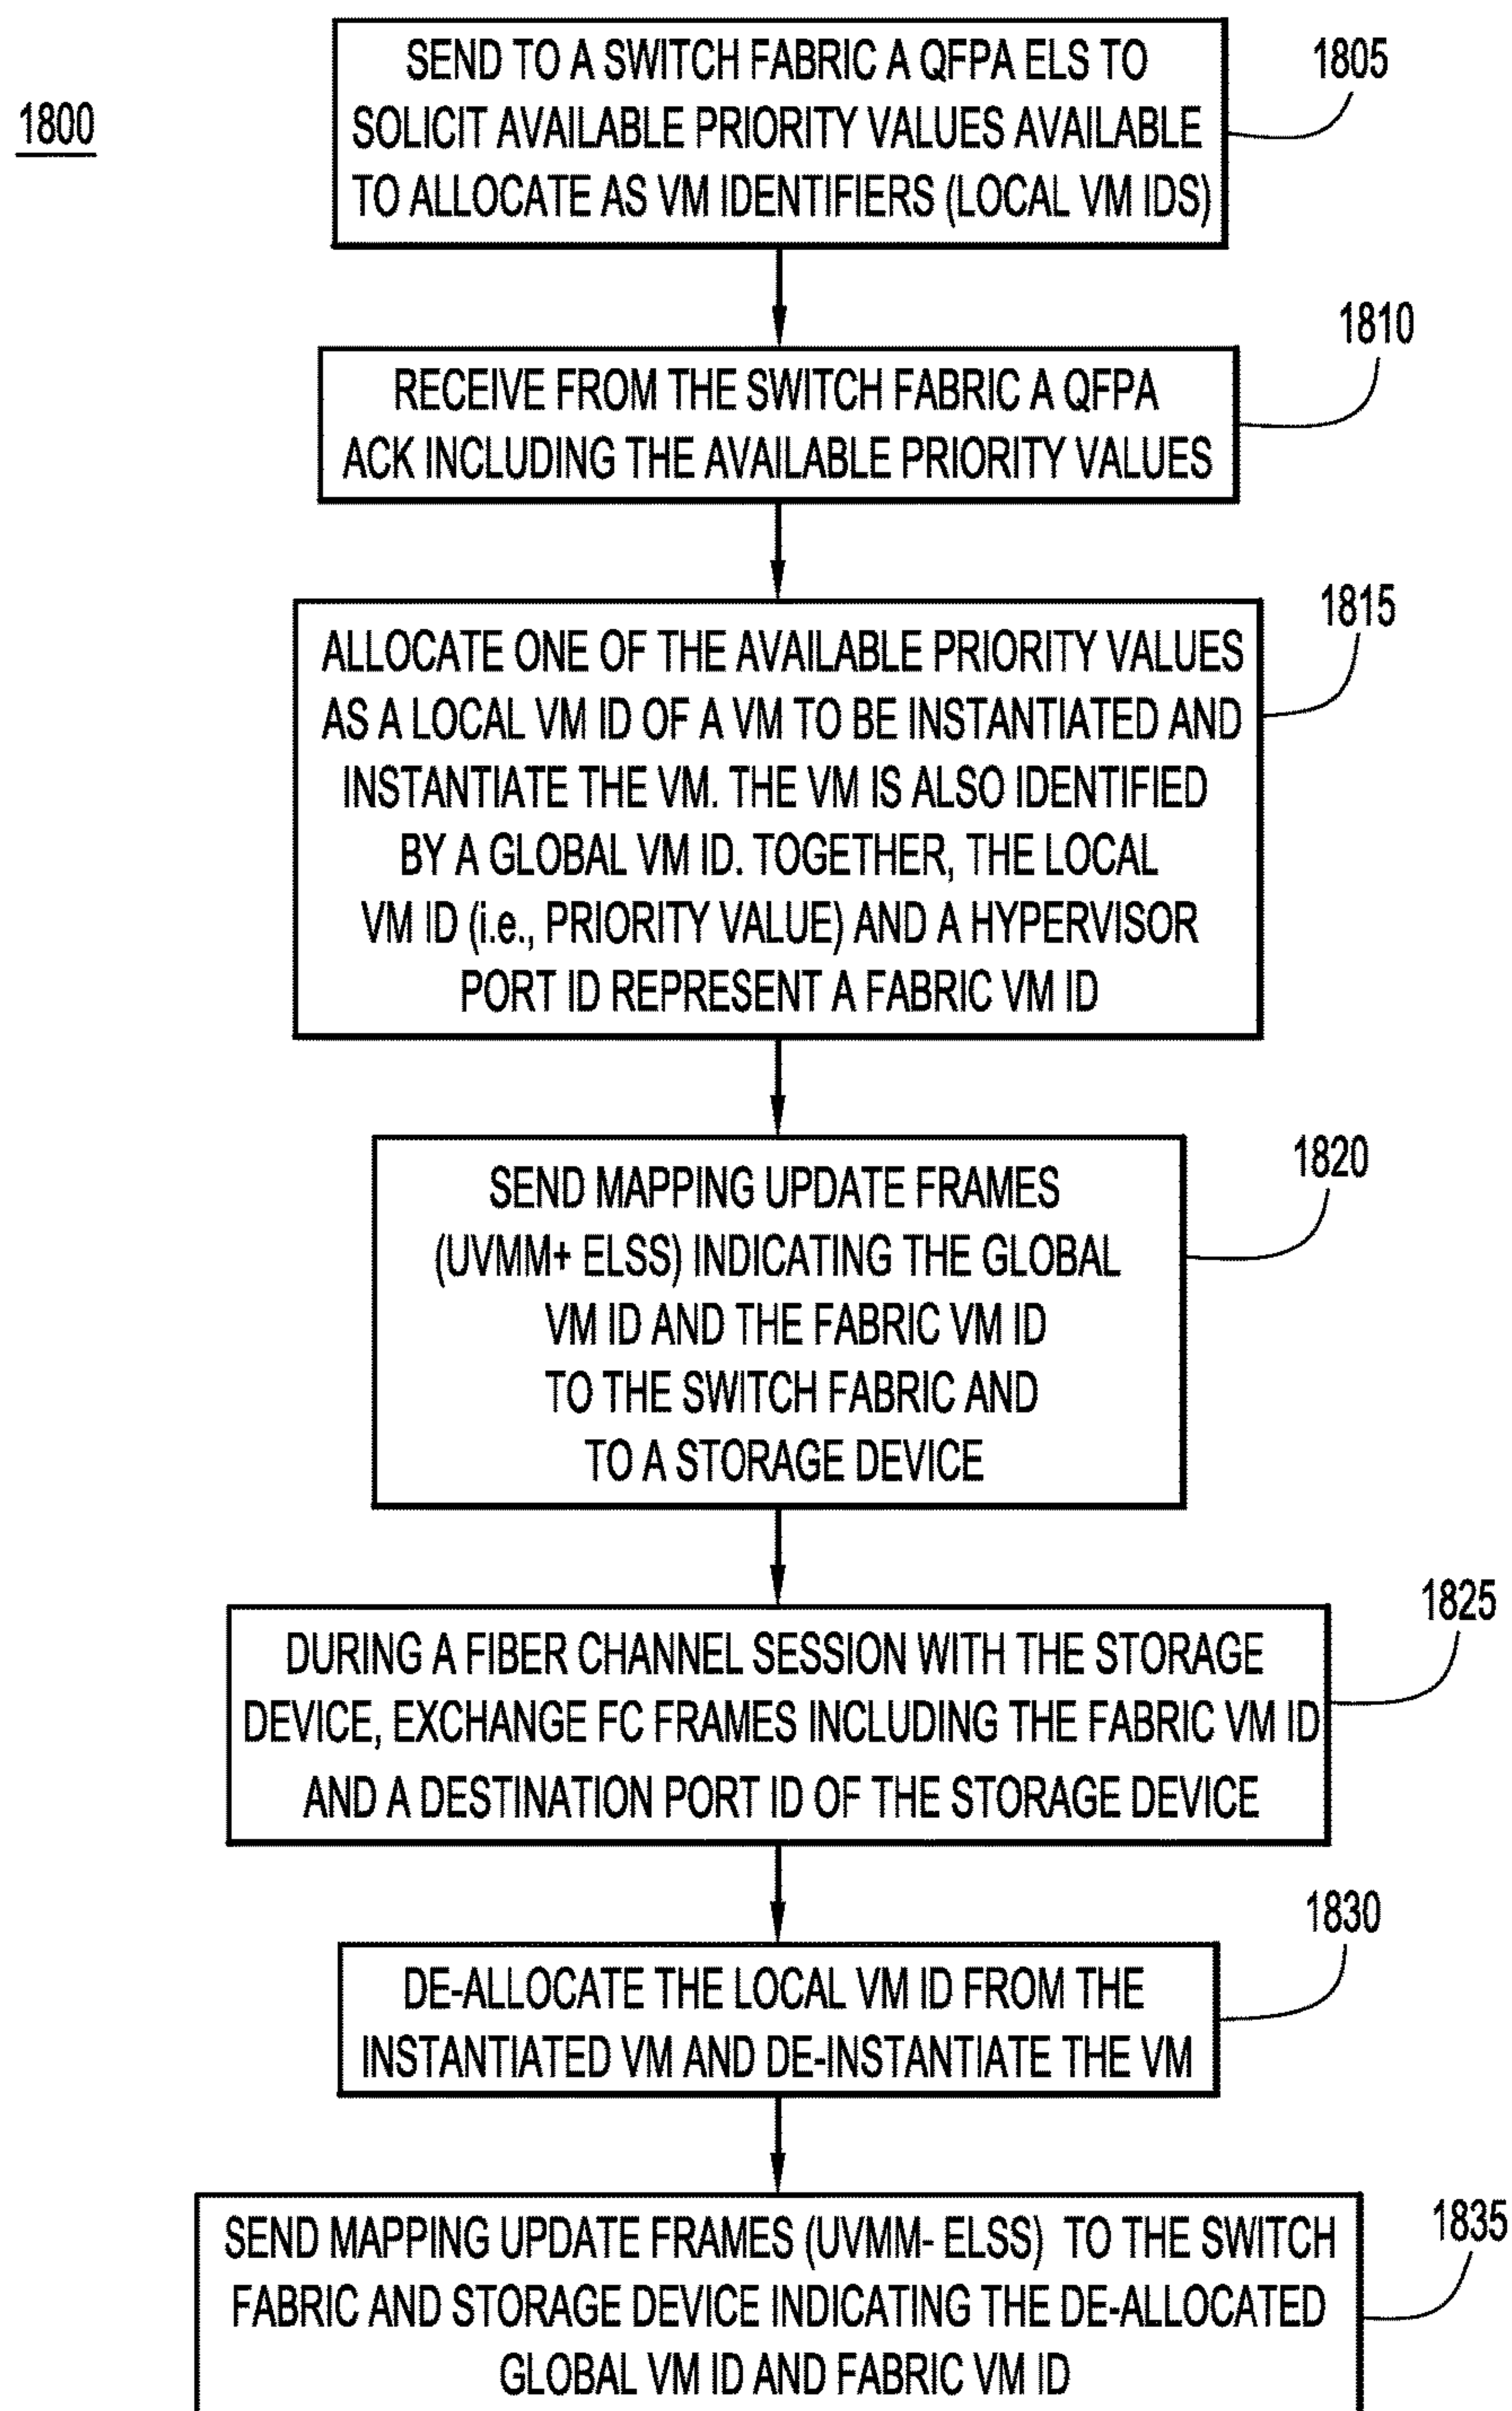 1800
SEND TO A SWITCH FABRIC A QFPA ELS TO
SOLICIT AVAILABLE PRIORITY VALUES AVAILABLE
TO ALLOCATE AS VM IDENTIFIERS (LOCAL VM IDS)
1805
RECEIVE FROM THE SWITCH FABRIC A QFPA
ACK INCLUDING THE AVAILABLE PRIORITY VALUES
1810
ALLOCATE ONE OF THE AVAILABLE PRIORITY VALUES
AS A LOCAL VM ID OF A VM TO BE INSTANTIATED AND
INSTANTIATE THE VM. THE VM IS ALSO IDENTIFIED
BY A GLOBAL VM ID. TOGETHER, THE LOCAL
VM ID (i.e., PRIORITY VALUE) AND A HYPERVISOR
PORT ID REPRESENT A FABRIC VM ID
1815
SEND MAPPING UPDATE FRAMES
(UVMM+ ELSS) INDICATING THE GLOBAL
VM ID AND THE FABRIC VM ID
TO THE SWITCH FABRIC AND
TO A STORAGE DEVICE
1820
DURING A FIBER CHANNEL SESSION WITH THE STORAGE
DEVICE, EXCHANGE FC FRAMES INCLUDING THE FABRIC VM ID
AND A DESTINATION PORT ID OF THE STORAGE DEVICE
1825
DE-ALLOCATE THE LOCAL VM ID FROM THE
INSTANTIATED VM AND DE-INSTANTIATE THE VM
1830
SEND MAPPING UPDATE FRAMES (UVMM- ELSS) TO THE SWITCH
FABRIC AND STORAGE DEVICE INDICATING THE DE-ALLOCATED
GLOBAL VM ID AND FABRIC VM ID
1835